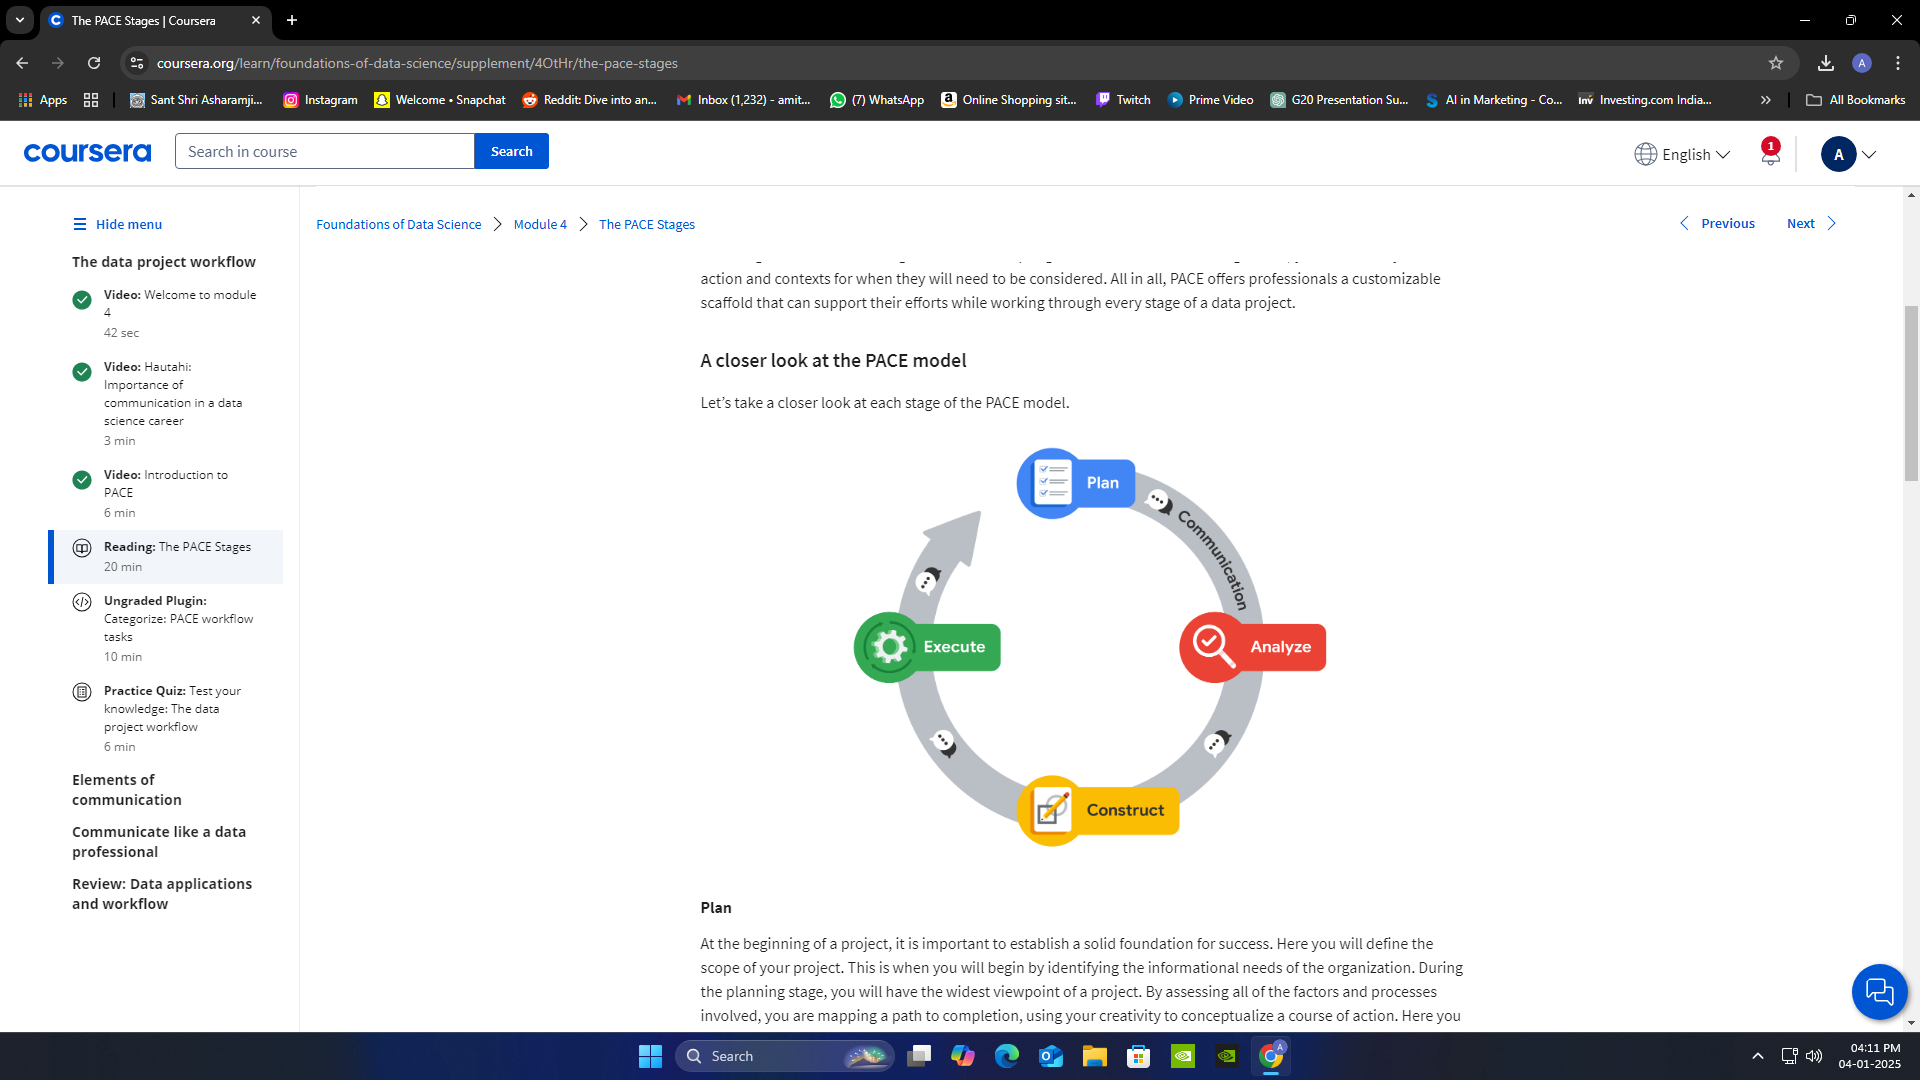 The PACE Stages | Coursera
coursera.org/learn/foundations-of-data-science/supplement/4OtHr/the-pace-stages
A
Apps
Sant Shri Asharamji...
Instagram
Welcome • Snapchat
Reddit: Dive into an...
Inbox (1,232) - amit...
(7) WhatsApp
Online Shopping sit...
Twitch
Prime Video
G20 Presentation Su...
AI in Marketing - Co...
Investing.com India...
All Bookmarks
coursera
Search in course
Search
English
1
A
Hide menu
Foundations of Data Science
Module 4
The PACE Stages
Previous
Next
The data project workflow
Video: Welcome to module
4
42 sec
Video: Hautahi:
Importance of
communication in a data
science career
3 min
Video: Introduction to
PACE
6 min
Reading: The PACE Stages
20 min
Ungraded Plugin:
Categorize: PACE workflow
tasks
10 min
Practice Quiz: Test your
knowledge: The data
project workflow
6 min
Elements of
communication
Communicate like a data
professional
Review: Data applications
and workflow
action and contexts for when they will need to be considered. All in all, PACE offers professionals a customizable
scaffold that can support their efforts while working through every stage of a data project.
A closer look at the PACE model
Let’s take a closer look at each stage of the PACE model.
Plan
Communication
Execute
Analyze
Construct
Plan
At the beginning of a project, it is important to establish a solid foundation for success. Here you will define the
scope of your project. This is when you will begin by identifying the informational needs of the organization. During
the planning stage, you will have the widest viewpoint of a project. By assessing all of the factors and processes
involved, you are mapping a path to completion, using your creativity to conceptualize a course of action. Here you
Search
A
04:11 PM
04-01-2025